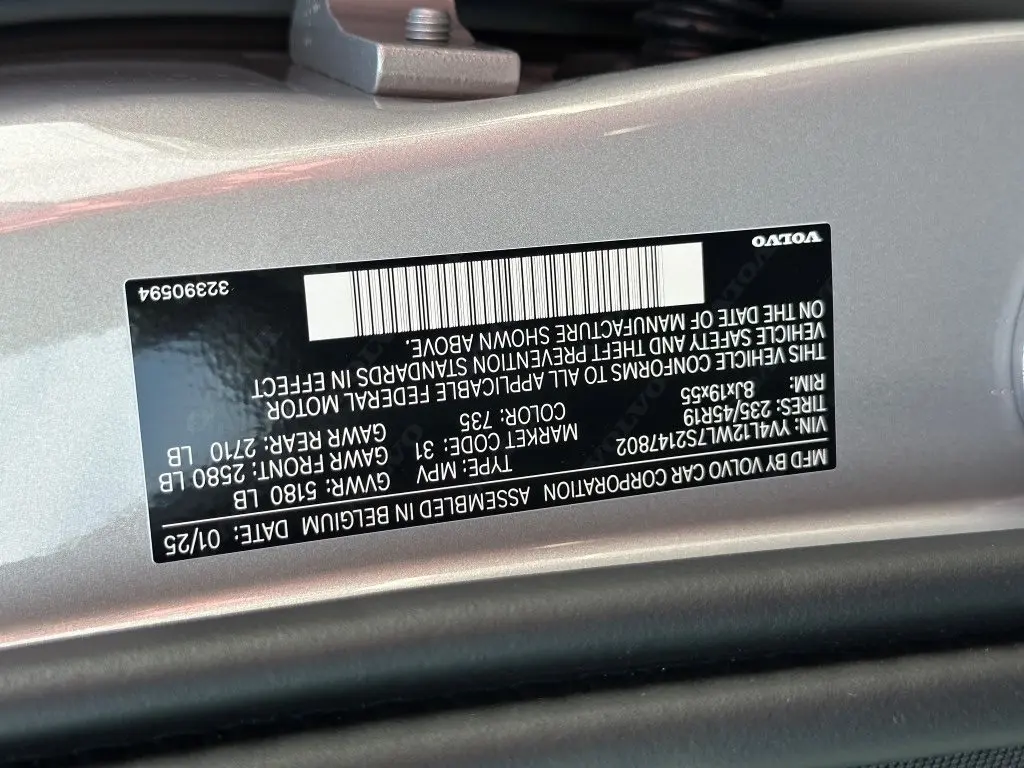 MFD BY VOLVO CAR CORPORATION ASSEMBLED IN BELGIUM DATE: 01/25
VIN: YV4L12WL7S2147802 TYPE: MPV GVWR: 5180 LB
TIRES: 235/45R19 MARKET CODE: 31 GAWR FRONT: 2580 LB
RIM: 8Jx19x55 COLOR: 735 GAWR REAR: 2710 LB
THIS VEHICLE CONFORMS TO ALL APPLICABLE FEDERAL MOTOR
VEHICLE SAFETY AND THEFT PREVENTION STANDARDS IN EFFECT
ON THE DATE OF MANUFACTURE SHOWN ABOVE.
VOLVO 32390594